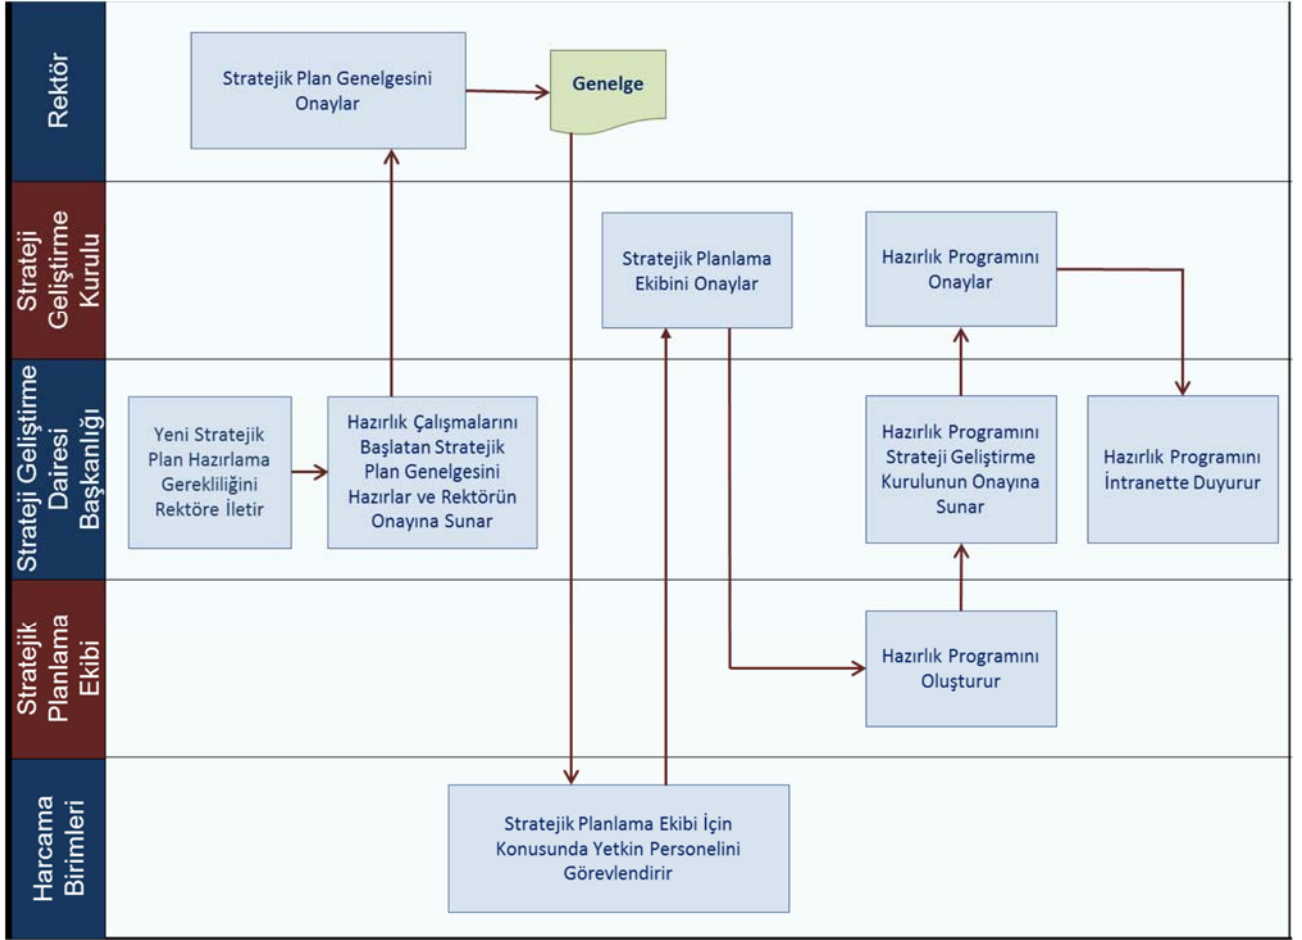 Rektör
Stratejik Plan Genelgesini
Onaylar
Genelge
Strateji
Geliştirme
Kurulu
Stratejik Planlama
Ekibini Onaylar
Hazırlık Programını
Onaylar
Strateji Geliştirme
Dairesi
Başkanlığı
Yeni Stratejik
Plan Hazırlama
Gerekliliğini
Rektöre İletir
Hazırlık Çalışmalarını
Başlatan Stratejik
Plan Genelgesini
Hazırlar ve Rektörün
Onayına Sunar
Hazırlık Programını
Strateji Geliştirme
Kurulunun Onayına
Sunar
Hazırlık Programını
İntranette Duyurur
Stratejik
Planlama
Ekibi
Hazırlık Programını
Oluşturur
Harcama
Birimleri
Stratejik Planlama Ekibi İçin
Konusunda Yetkin Personelini
Görevlendirir